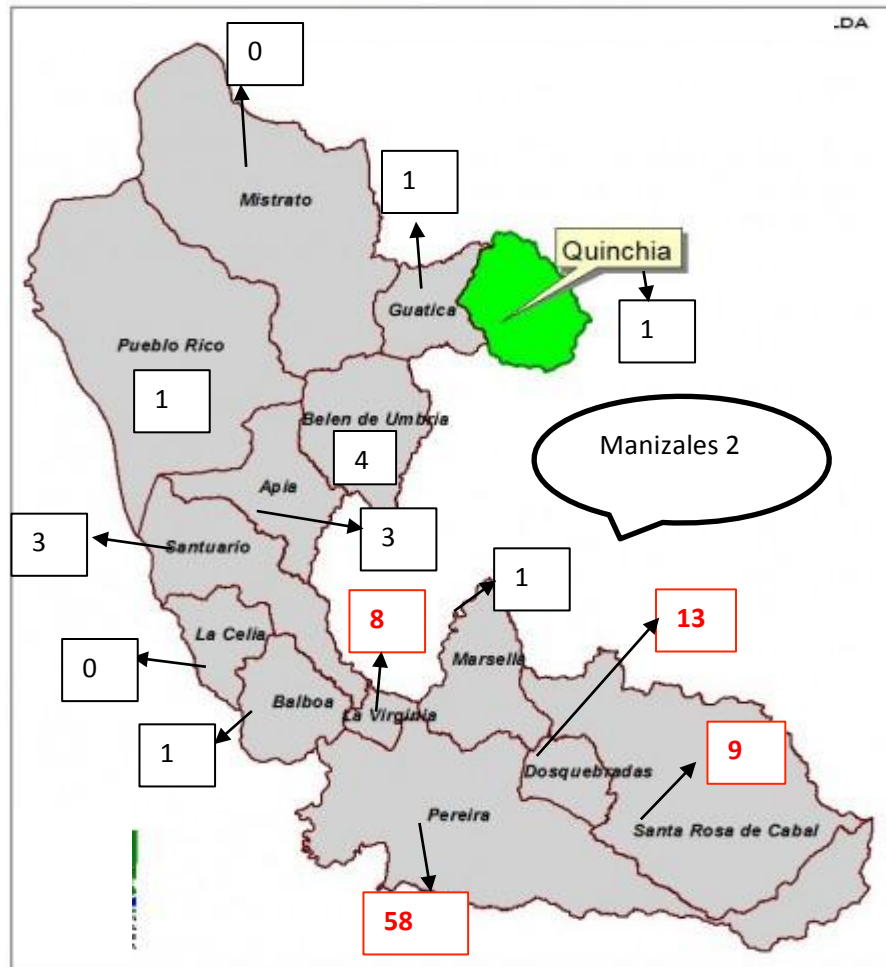 .DA
0
Mistrato
1
Quinchia
Guatica
1
Pueblo Rico
1
Belen de Umbria
4
Manizales 2
Apia
3
3
Santuario
1
8
13
La Celia
0
Marsella
Balboa
La Virginia
1
9
Dosquebradas
Pereira
Santa Rosa de Cabal
58